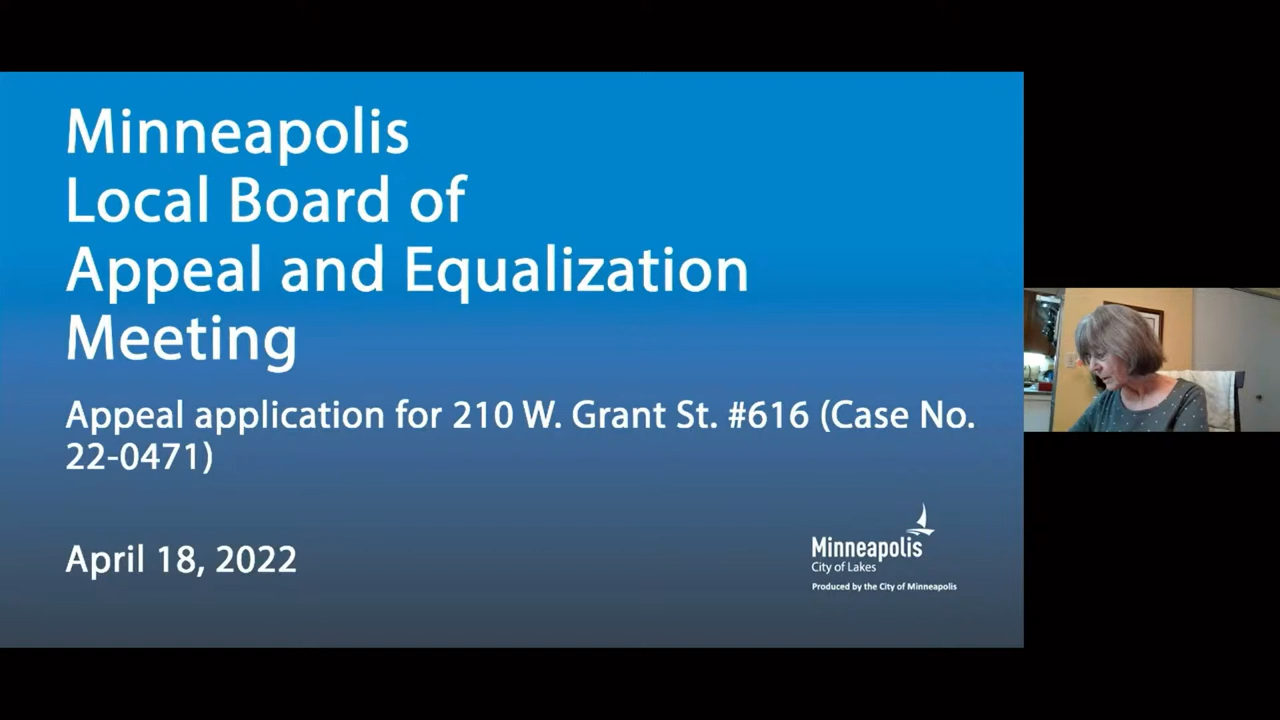 Minneapolis
Local Board of
Appeal and Equalization
Meeting
Appeal application for 210 W. Grant St. #616 (Case No.
22-0471)
April 18, 2022
Minneapolis
City of Lakes
Produced by the City of Minneapolis